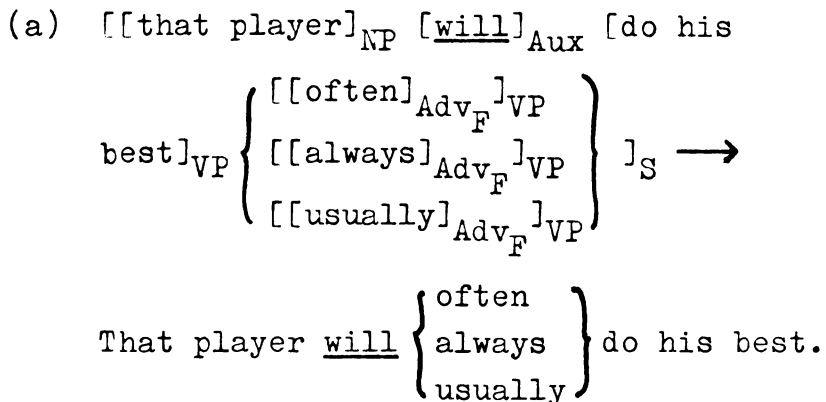 (a) [[that player]NP [will]Aux [do his
best]VP { [[often]AdvF]VP
[[always]AdvF]VP
[[usually]AdvF]VP } ]S ⟶
That player will { often
always
usually } do his best.